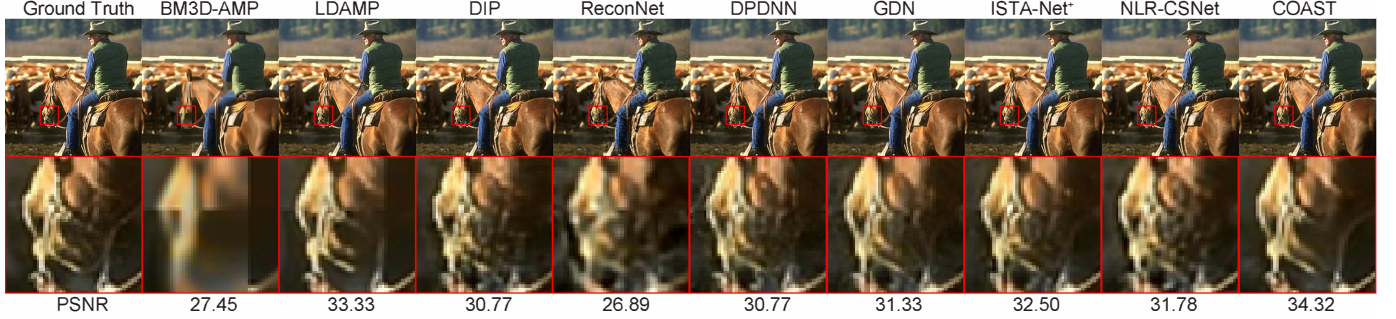 Ground Truth BM3D-AMP LDAMP DIP ReconNet DPDNN GDN ISTA-Net⁺ NLR-CSNet COAST
PSNR 27.45 33.33 30.77 26.89 30.77 31.33 32.50 31.78 34.32